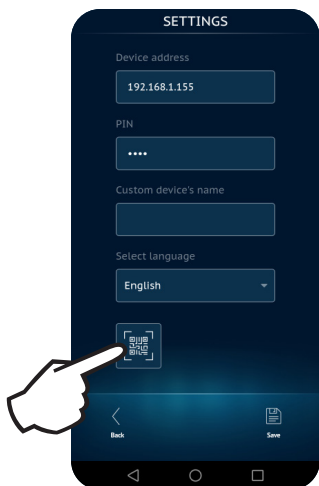 SETTINGS
Device address
192.168.1.155
PIN
••••
Custom device's name
Select language
English
Back
Save